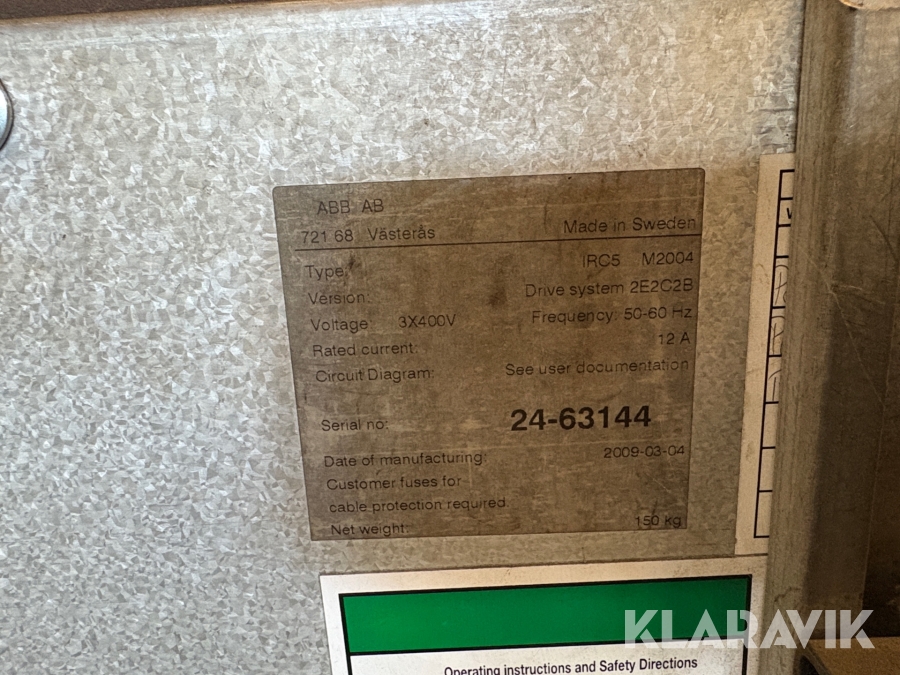 ABB AB
721 68 Västerås Made in Sweden
Type: IRC5 M2004
Version: Drive system 2E2C2B
Voltage: 3X400V Frequency: 50-60 Hz
Rated current: 12 A
Circuit Diagram: See user documentation
Serial no: 24-63144
Date of manufacturing: 2009-03-04
Customer fuses for
cable protection required.
Net weight: 150 kg
KLARAVIK
Operating instructions and Safety Directions